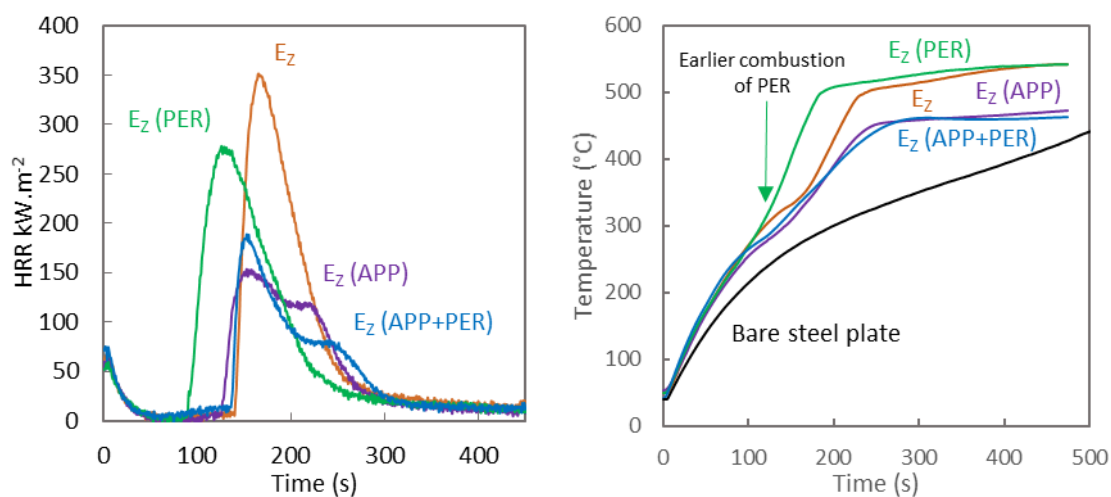 400
350
300
250
200
150
100
50
0
HRR kW.m-2
0
100
200
300
400
Time (s)
EZ
EZ (PER)
EZ (APP)
EZ (APP+PER)
600
500
400
300
200
100
0
Temperature (°C)
0
100
200
300
400
500
Time (s)
Earlier combustion
of PER
EZ (PER)
EZ
EZ (APP)
EZ (APP+PER)
Bare steel plate